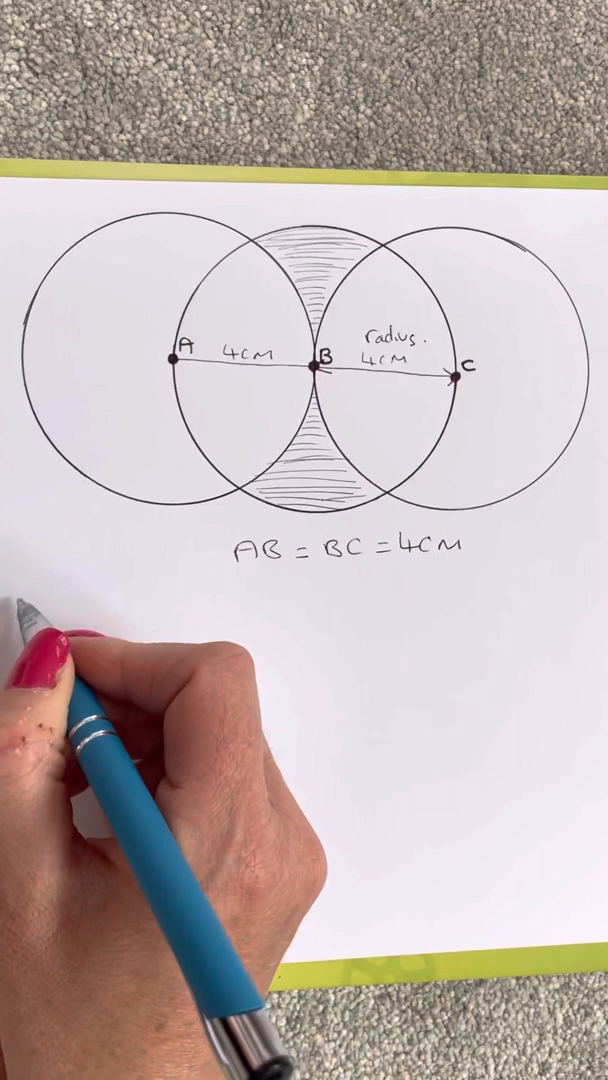 A
4CM
B
radius.
4CM
C
AB = BC = 4CM